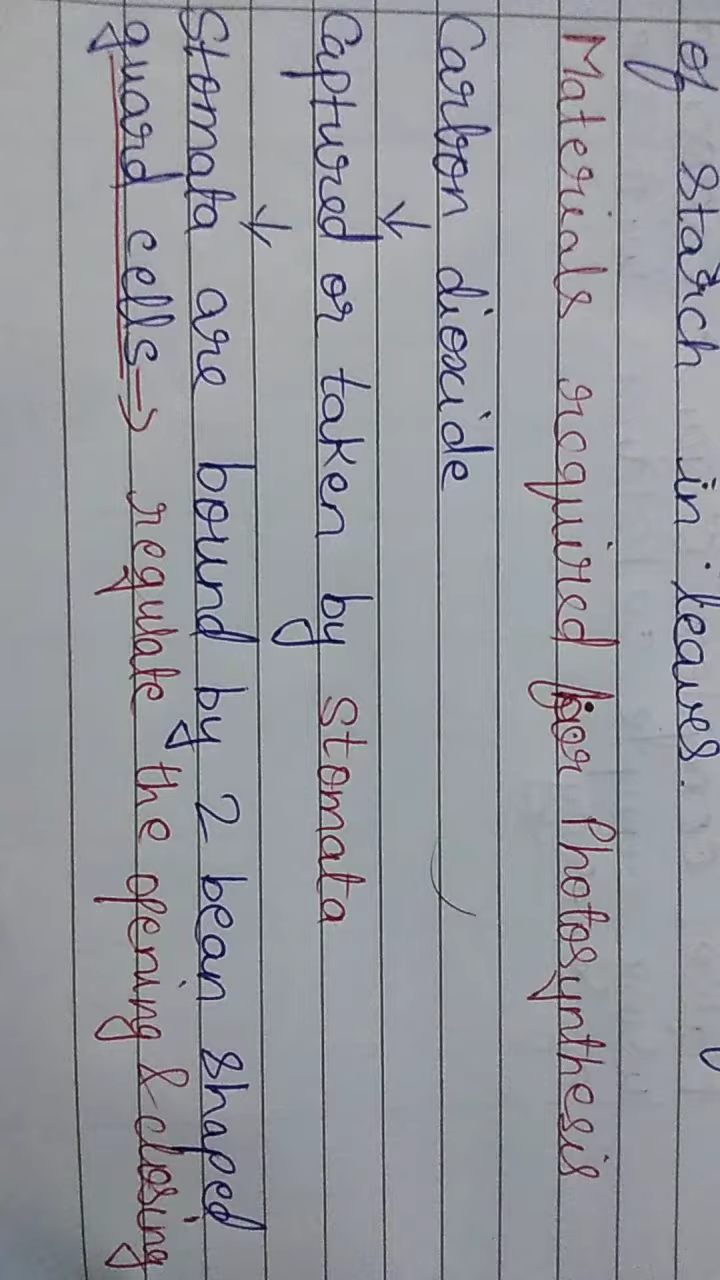 of starch in leaves.
Materials required for Photosynthesis
Carbon dioxide
↓
Captured or taken by stomata
↓
Stomata are bound by 2 bean shaped
guard cells → regulate the opening & closing